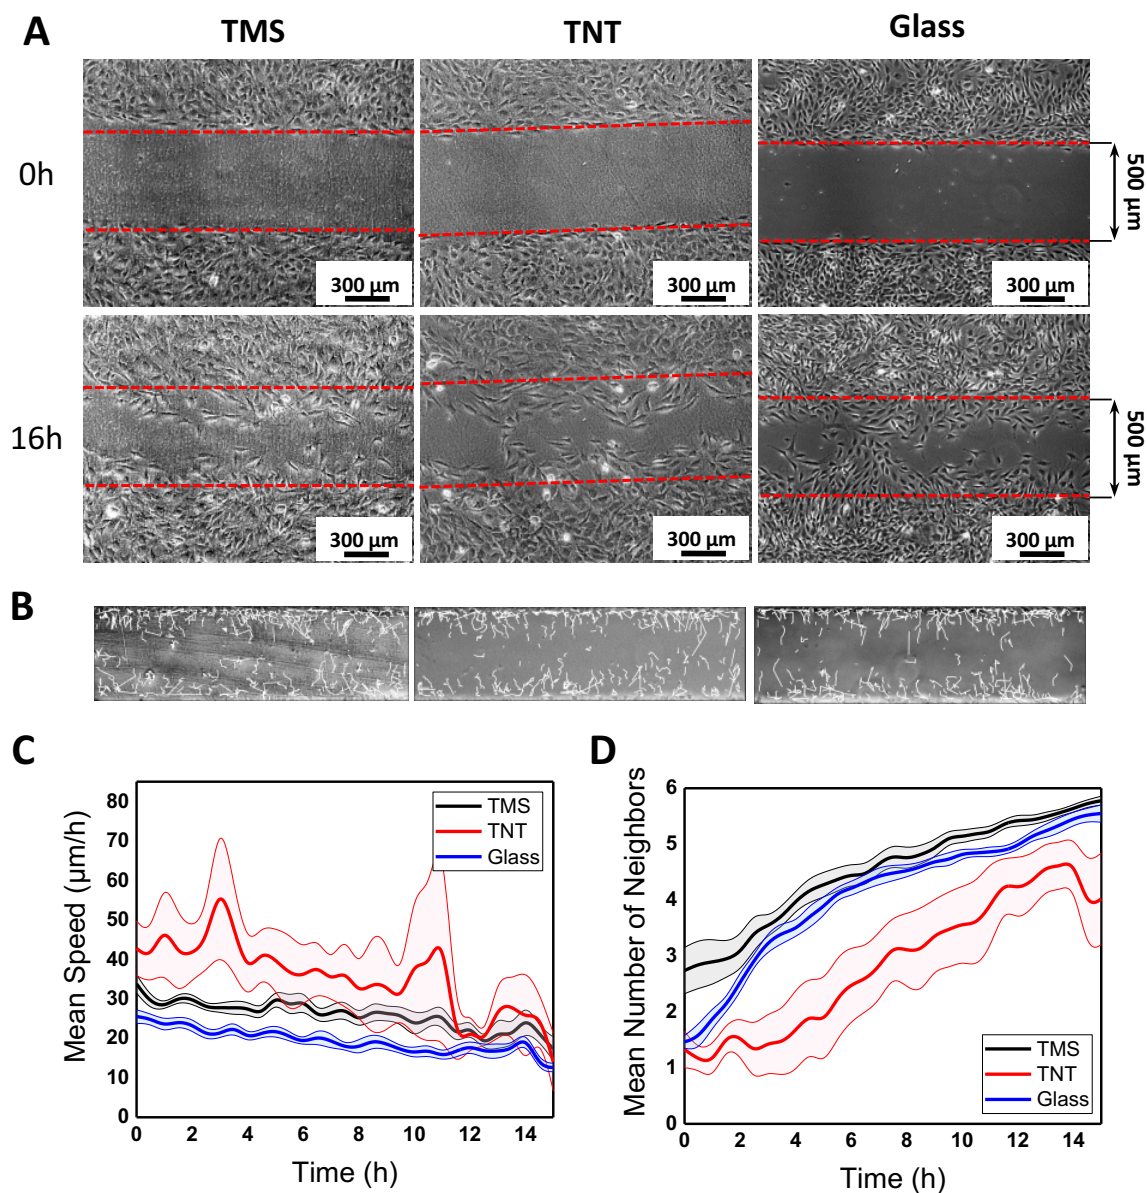 A
TMS
TNT
Glass
0h
500 µm
300 µm
300 µm
300 µm
16h
500 µm
300 µm
300 µm
300 µm
B
C
Mean Speed (µm/h)
80
70
60
50
40
30
20
10
0
TMS
TNT
Glass
0
2
4
6
8
10
12
14
Time (h)
D
Mean Number of Neighbors
6
5
4
3
2
1
0
TMS
TNT
Glass
0
2
4
6
8
10
12
14
Time (h)